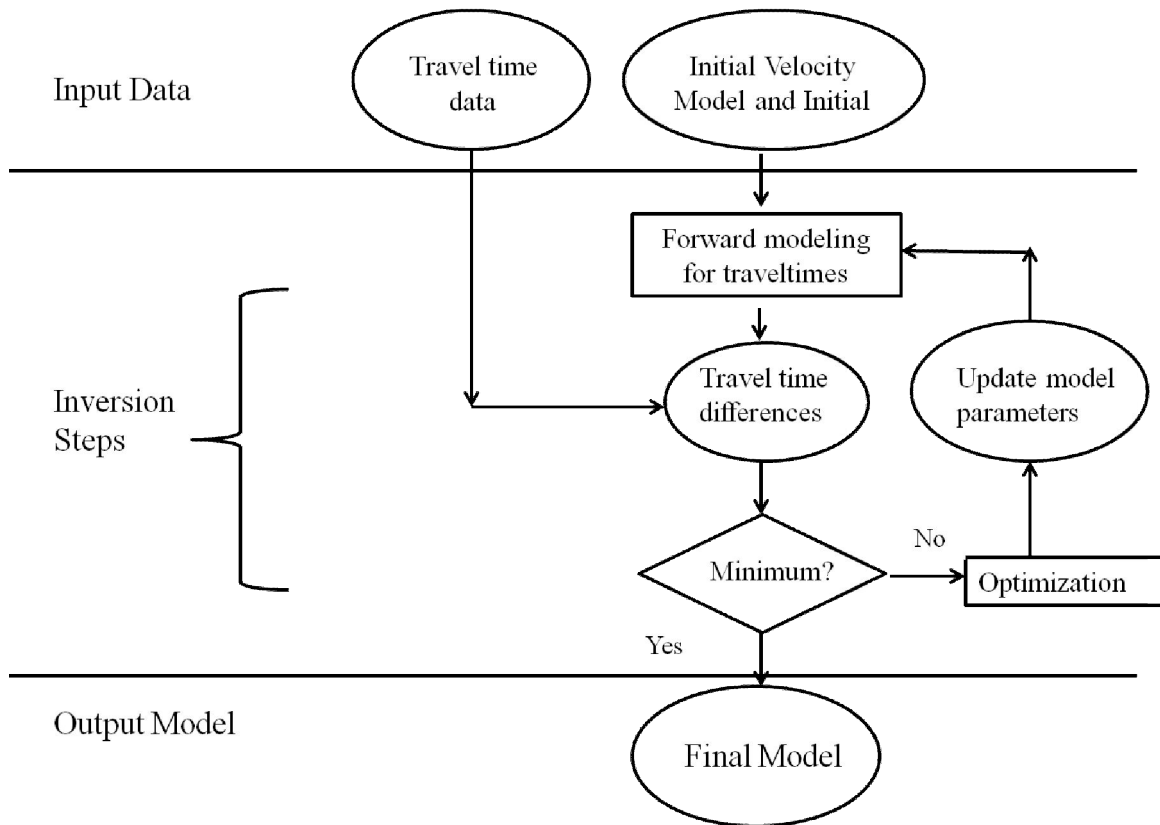 Input Data
Travel time
data
Initial Velocity
Model and Initial
Forward modeling
for traveltimes
Inversion
Steps
Travel time
differences
Update model
parameters
Minimum?
No
Optimization
Yes
Output Model
Final Model